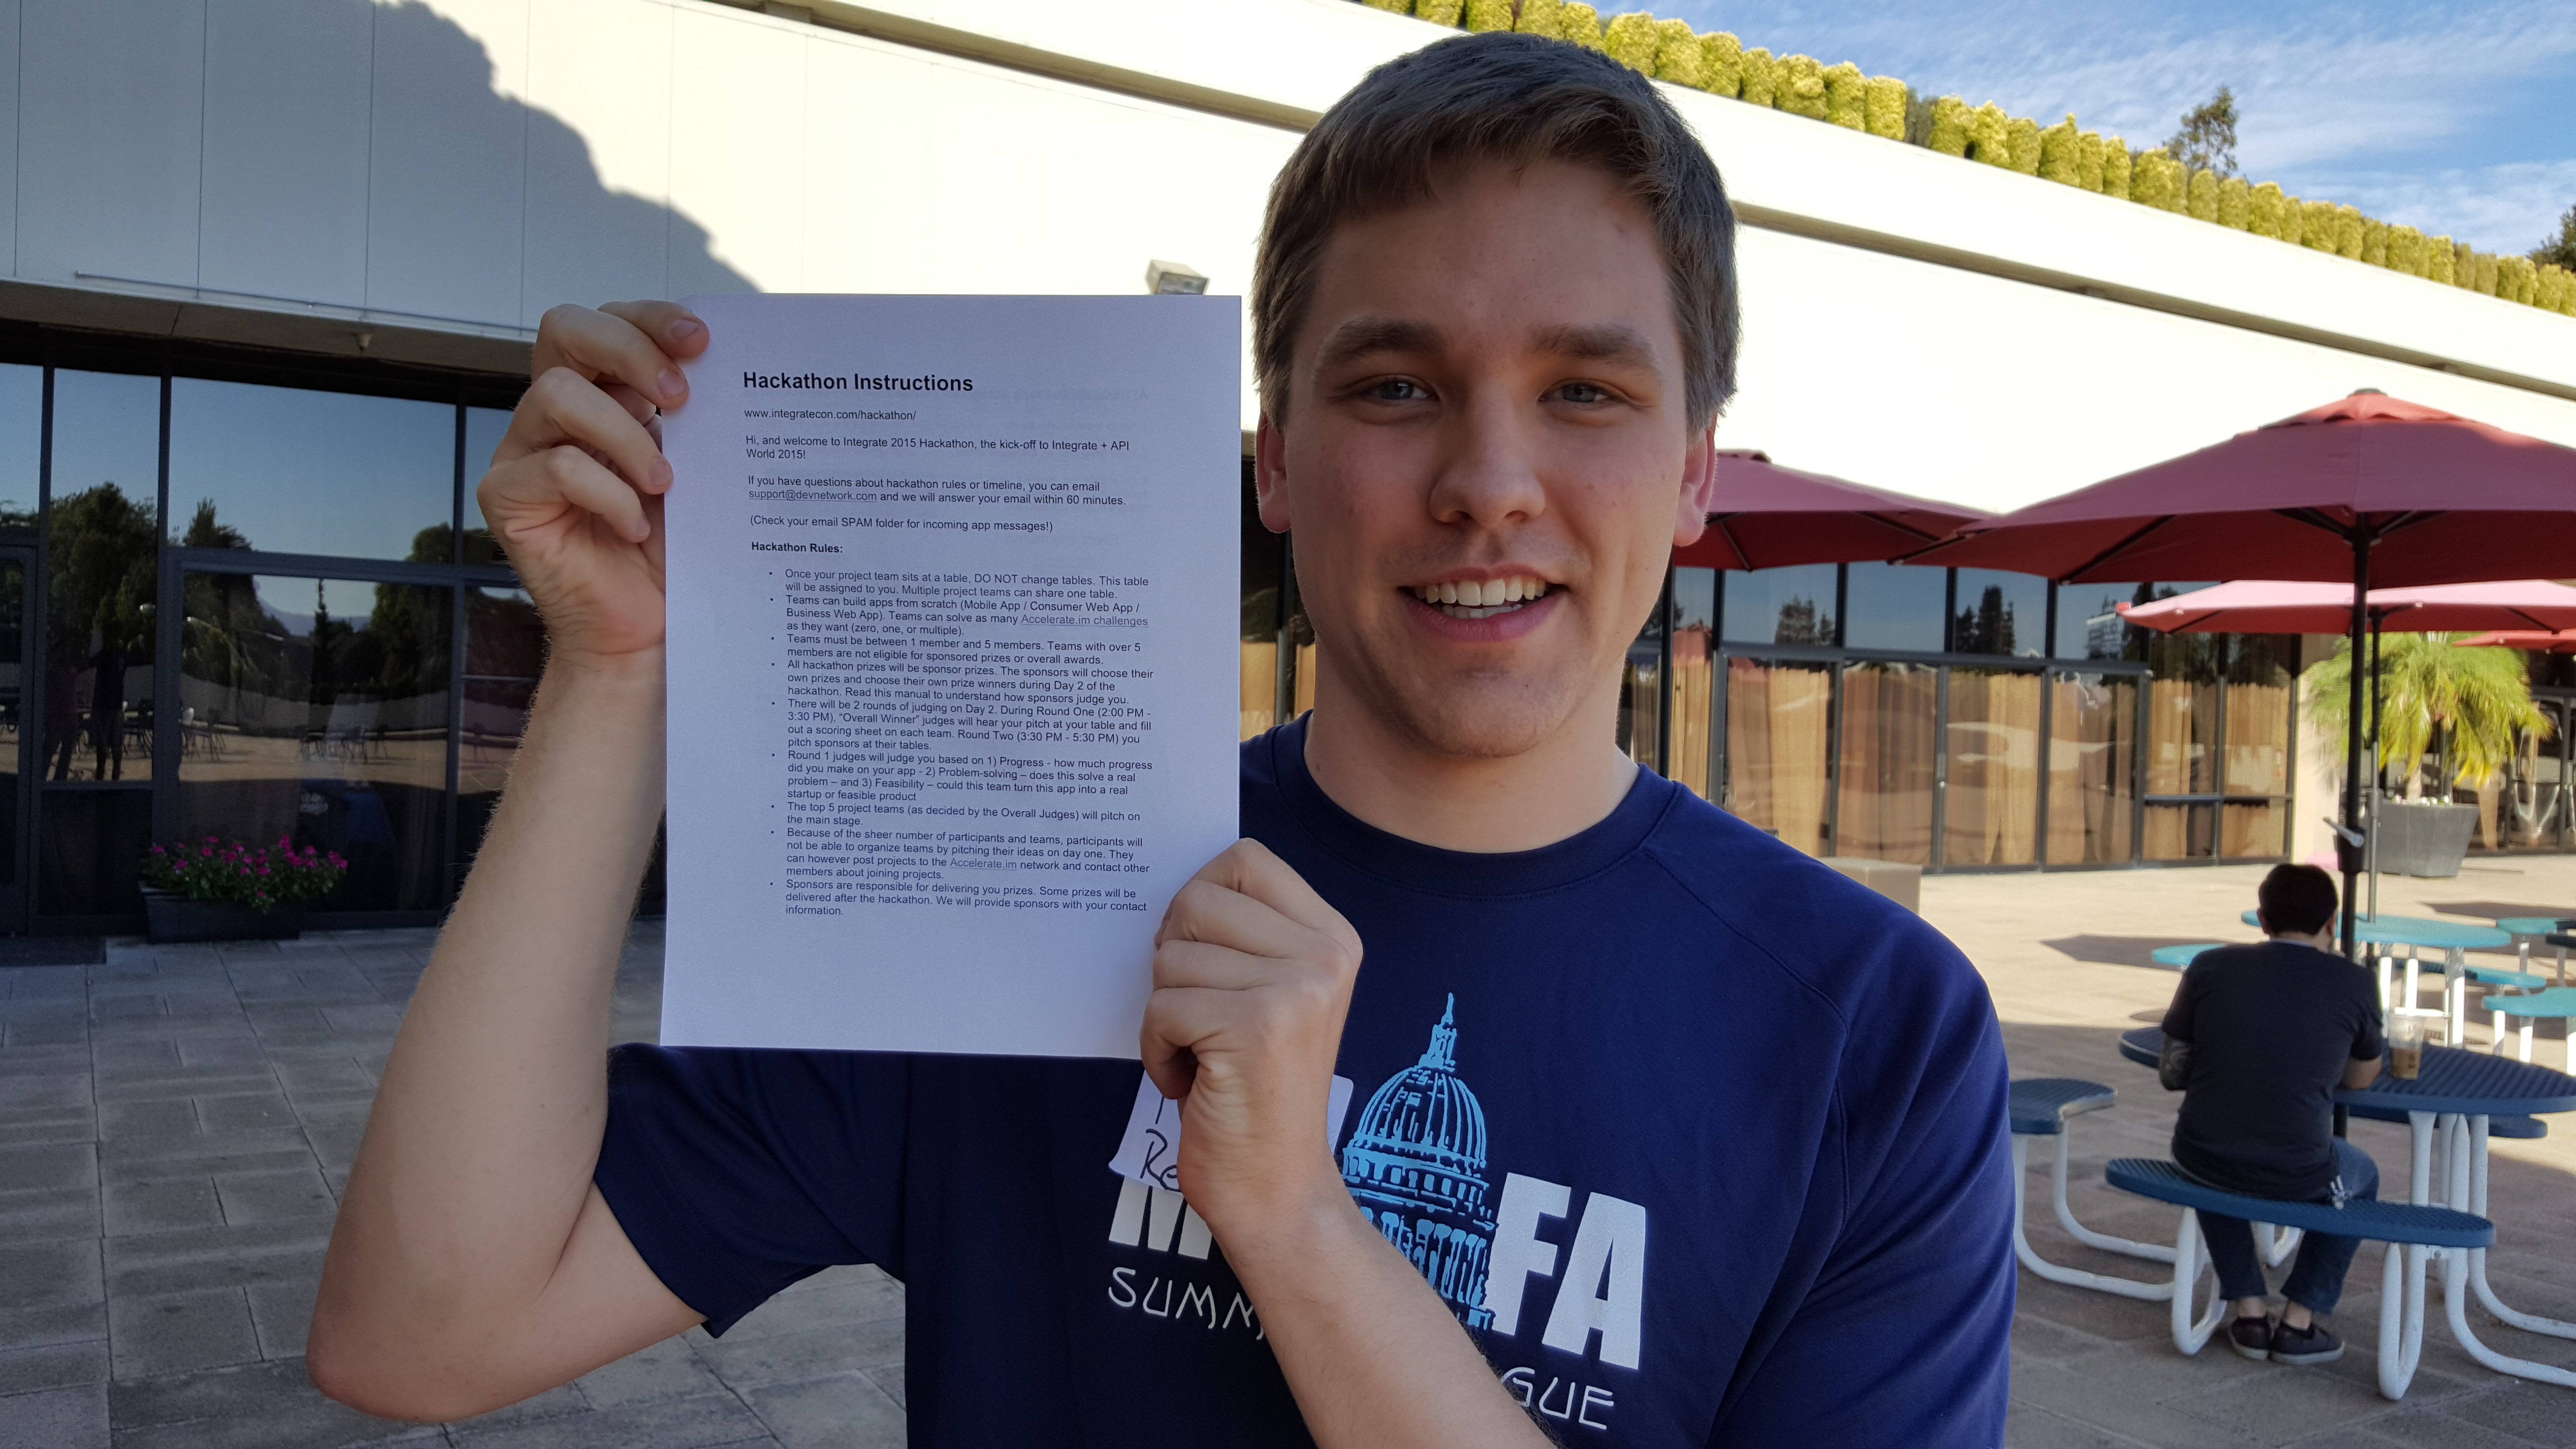 Hackathon Instructions
www.integratecon.com/hackathon/
Hi, and welcome to Integrate 2015 Hackathon, the kick-off to Integrate + API
World 2015!
If you have questions about hackathon rules or timeline, you can email
support@devnetwork.com and we will answer your email within 60 minutes.
(Check your email SPAM folder for incoming app messages!)
Hackathon Rules:
• Once your project team sits at a table, DO NOT change tables. This table
will be assigned to you. Multiple project teams can share one table.
• Teams can build apps from scratch (Mobile App / Consumer Web App /
Business Web App). Teams can solve as many Accelerate.im challenges
as they want (zero, one, or multiple).
• Teams must be between 1 member and 5 members. Teams with over 5
members are not eligible for sponsored prizes or overall awards.
• All hackathon prizes will be sponsor prizes. The sponsors will choose their
own prizes and choose their own prize winners during Day 2 of the
hackathon. Read this manual to understand how sponsors judge you.
• There will be 2 rounds of judging on Day 2. During Round One (2:00 PM -
3:30 PM), "Overall Winner" judges will hear your pitch at your table and fill
out a scoring sheet on each team. Round Two (3:30 PM - 5:30 PM) you
pitch sponsors at their tables.
• Round 1 judges will judge you based on 1) Progress - how much progress
did you make on your app - 2) Problem-solving – does this solve a real
problem – and 3) Feasibility – could this team turn this app into a real
startup or feasible product
• The top 5 project teams (as decided by the Overall Judges) will pitch on
the main stage.
• Because of the sheer number of participants and teams, participants will
not be able to organize teams by pitching their ideas on day one. They
can however post projects to the Accelerate.im network and contact other
members about joining projects.
• Sponsors are responsible for delivering you prizes. Some prizes will be
delivered after the hackathon. We will provide sponsors with your contact
information.
Re
FA
SUMM
GUE